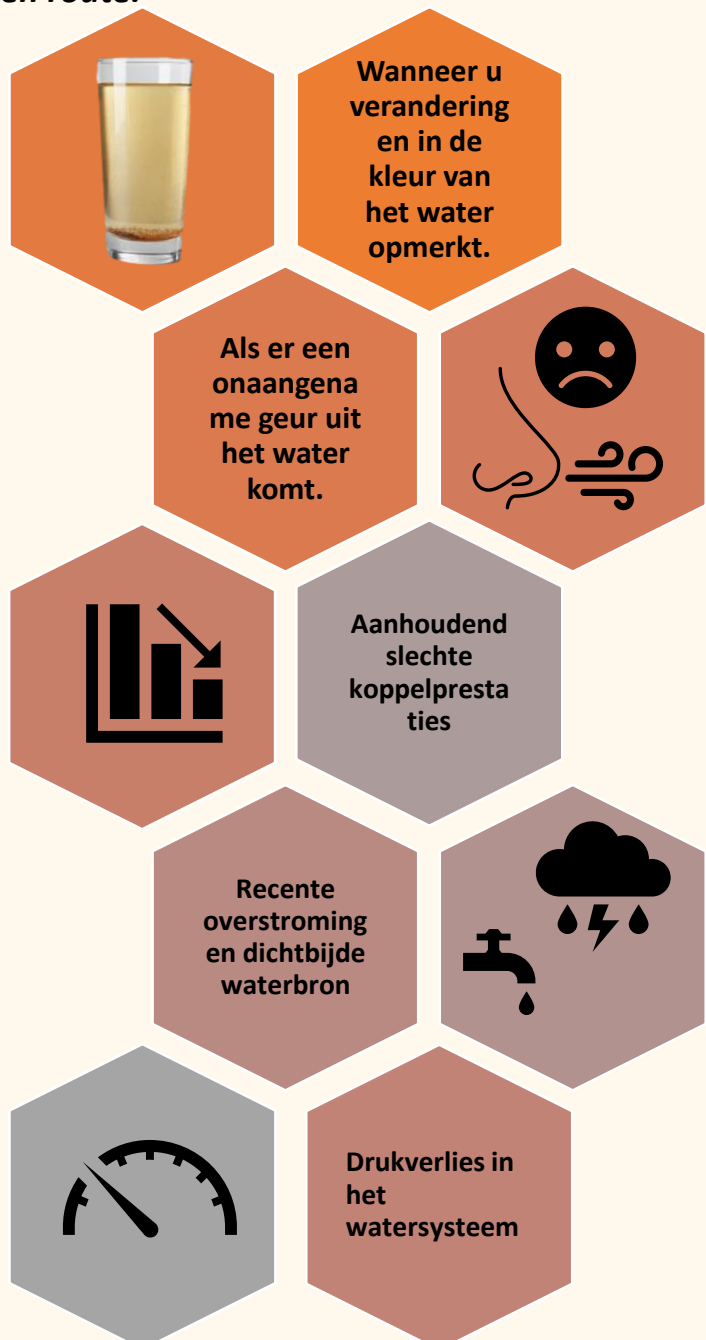 Wanneer u
verandering
en in de
kleur van
het water
opmerkt.
Als er een
onaangena
me geur uit
het water
komt.
Aanhoudend
slechte
koppelpresta
ties
Recente
overstroming
en dichtbijde
waterbron
Drukverlies in
het
watersysteem